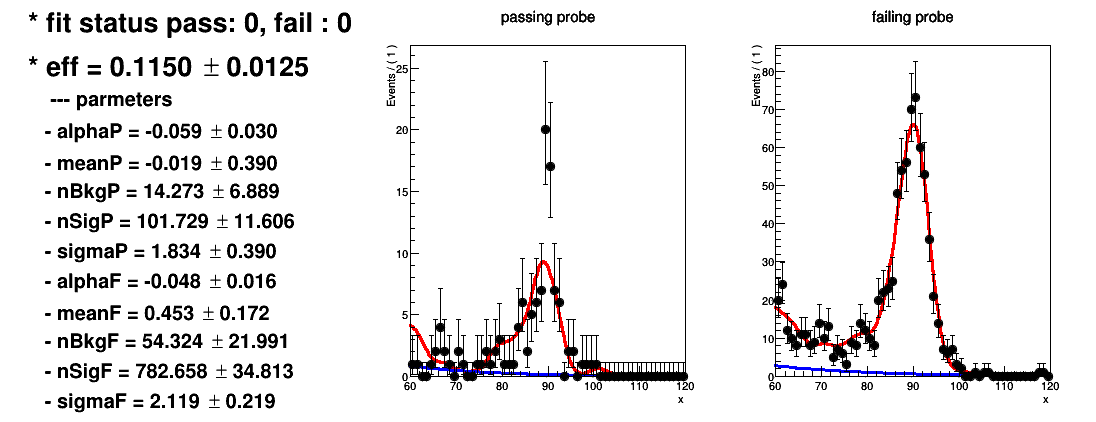 * fit status pass: 0, fail : 0
* eff = 0.1150 ± 0.0125
--- parmeters
- alphaP = -0.059 ± 0.030
- meanP = -0.019 ± 0.390
- nBkgP = 14.273 ± 6.889
- nSigP = 101.729 ± 11.606
- sigmaP = 1.834 ± 0.390
- alphaF = -0.048 ± 0.016
- meanF = 0.453 ± 0.172
- nBkgF = 54.324 ± 21.991
- nSigF = 782.658 ± 34.813
- sigmaF = 2.119 ± 0.219
passing probe
Events / ( 1 )
25
20
15
10
5
0
60 70 80 90 100 110 120
x
failing probe
Events / ( 1 )
80
70
60
50
40
30
20
10
0
60 70 80 90 100 110 120
x